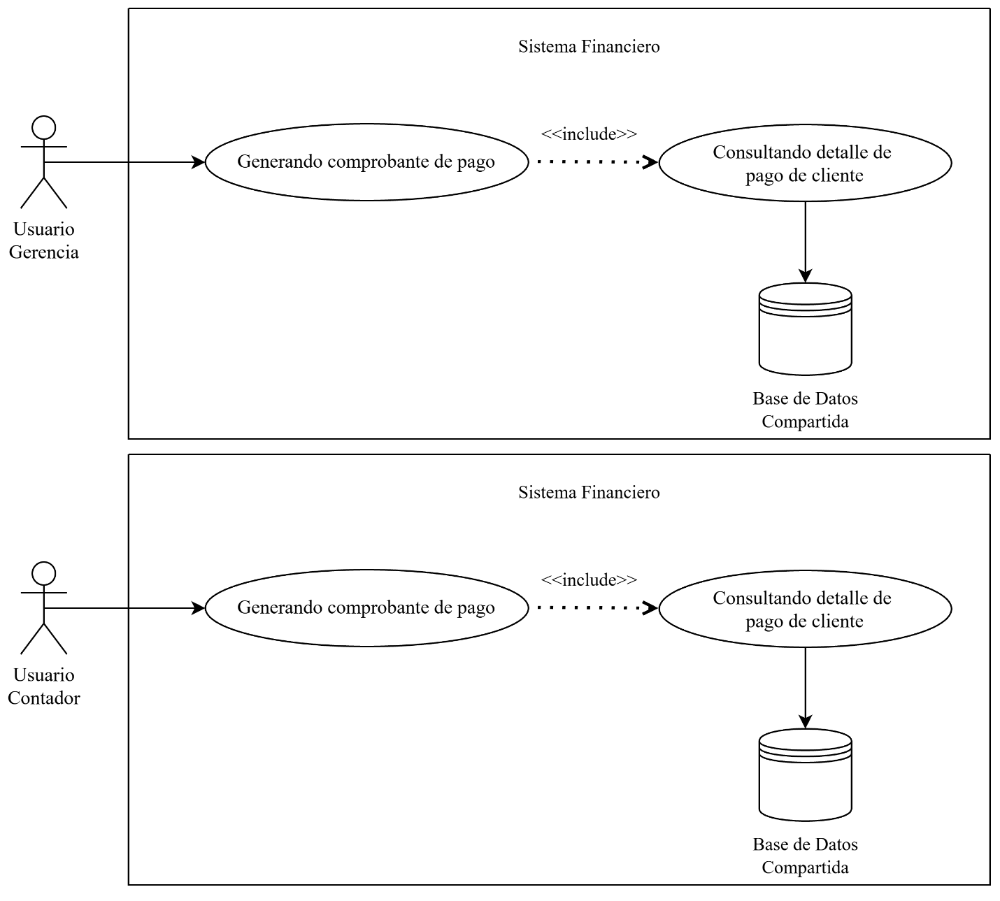 Sistema Financiero
Generando comprobante de pago
<<include>>
Consultando detalle de
pago de cliente
Usuario
Gerencia
Base de Datos
Compartida
Sistema Financiero
Generando comprobante de pago
<<include>>
Consultando detalle de
pago de cliente
Usuario
Contador
Base de Datos
Compartida